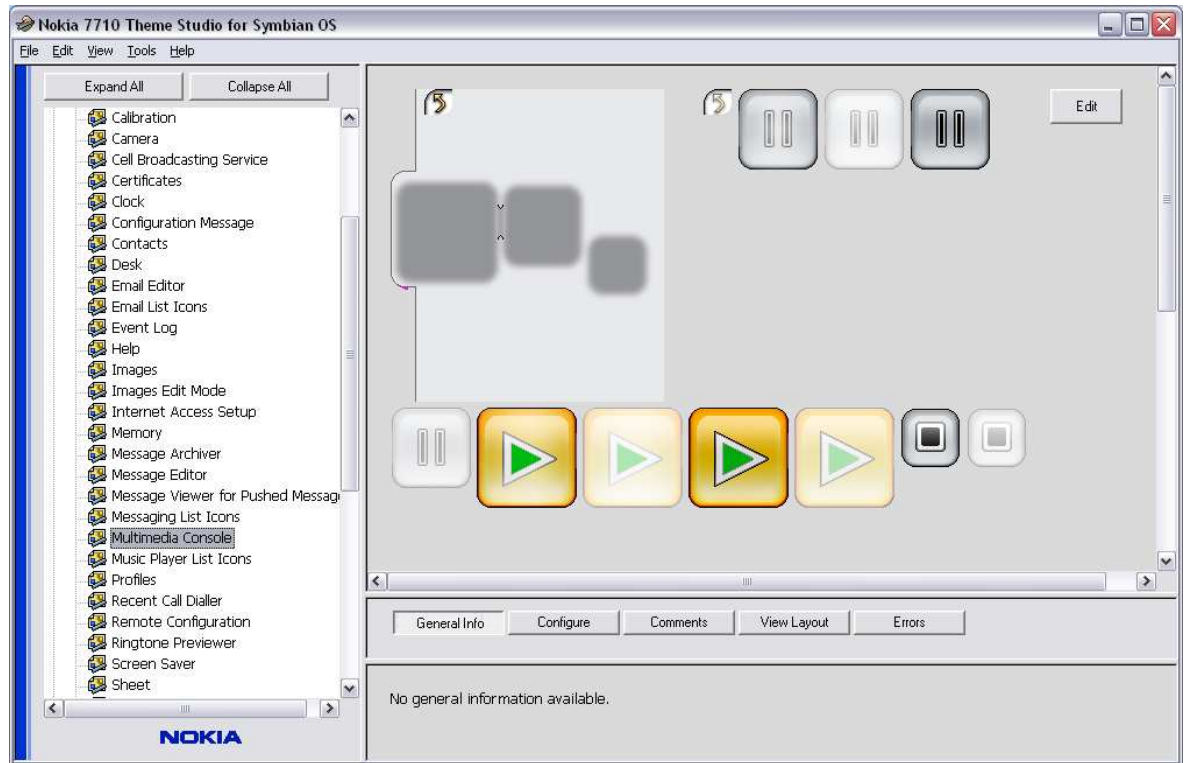 Nokia 7710 Theme Studio for Symbian OS
File Edit View Tools Help
Expand All
Collapse All
Calibration
Camera
Cell Broadcasting Service
Certificates
Clock
Configuration Message
Contacts
Desk
Email Editor
Email List Icons
Event Log
Help
Images
Images Edit Mode
Internet Access Setup
Memory
Message Archiver
Message Editor
Message Viewer for Pushed Messag
Messaging List Icons
Multimedia Console
Music Player List Icons
Profiles
Recent Call Dialler
Remote Configuration
Ringtone Previewer
Screen Saver
Sheet
NOKIA
Edit
General Info
Configure
Comments
View Layout
Errors
No general information available.